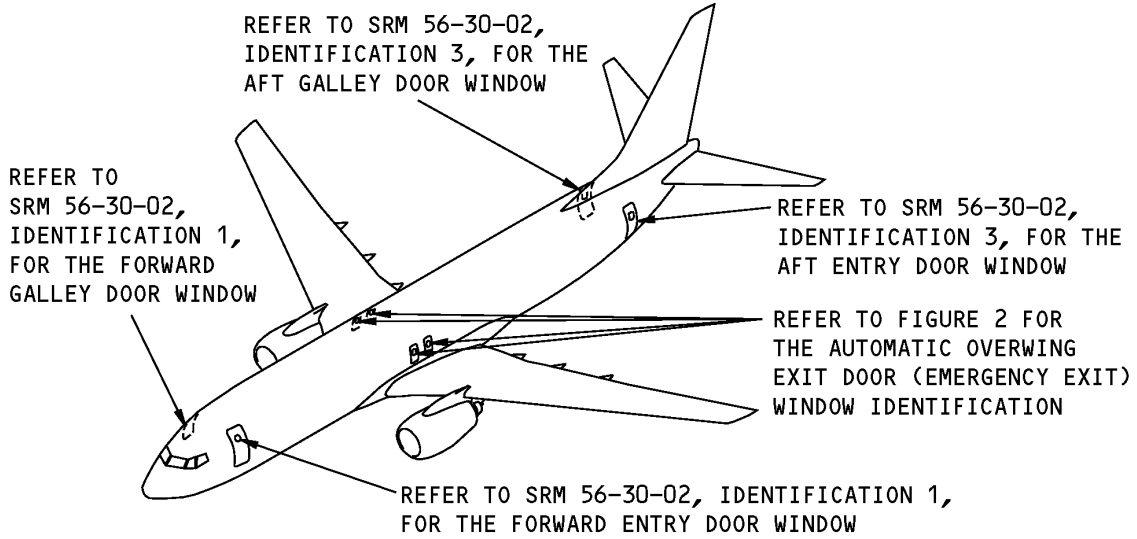 REFER TO SRM 56-30-02,
IDENTIFICATION 3, FOR THE
AFT GALLEY DOOR WINDOW
REFER TO
SRM 56-30-02,
IDENTIFICATION 1,
FOR THE FORWARD
GALLEY DOOR WINDOW
REFER TO SRM 56-30-02,
IDENTIFICATION 3, FOR THE
AFT ENTRY DOOR WINDOW
REFER TO FIGURE 2 FOR
THE AUTOMATIC OVERWING
EXIT DOOR (EMERGENCY EXIT)
WINDOW IDENTIFICATION
REFER TO SRM 56-30-02, IDENTIFICATION 1,
FOR THE FORWARD ENTRY DOOR WINDOW